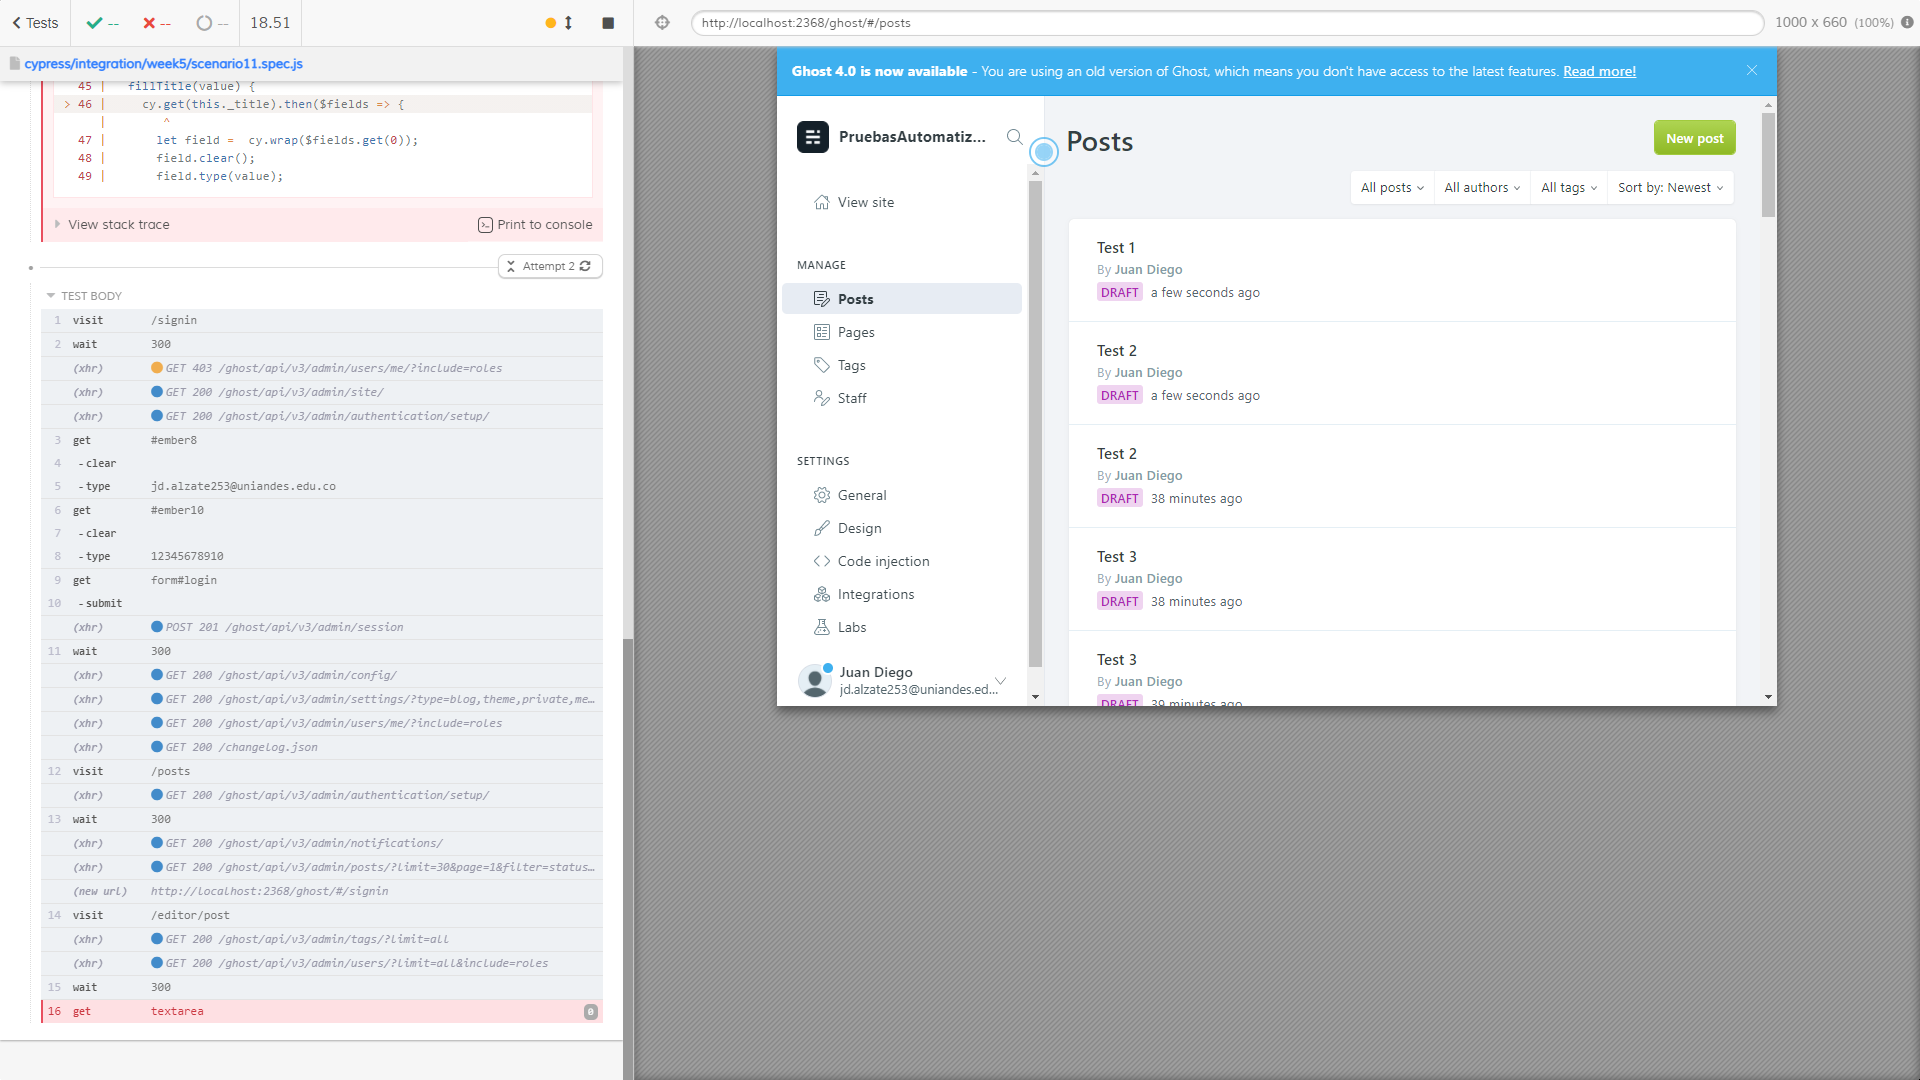 Tests
--
--
--
18.51
cypress/integration/week5/scenario11.spec.js
45 | fillTitle(value) {
> 46 | cy.get(this._title).then($fields => {
| ^
47 | let field = cy.wrap($fields.get(0));
48 | field.clear();
49 | field.type(value);
View stack trace
Print to console
Attempt 2
TEST BODY
1 visit /signin
2 wait 300
(xhr) GET 403 /ghost/api/v3/admin/users/me/?include=roles
(xhr) GET 200 /ghost/api/v3/admin/site/
(xhr) GET 200 /ghost/api/v3/admin/authentication/setup/
3 get #ember8
4 -clear
5 -type jd.alzate253@uniandes.edu.co
6 get #ember10
7 -clear
8 -type 12345678910
9 get form#login
10 -submit
(xhr) POST 201 /ghost/api/v3/admin/session
11 wait 300
(xhr) GET 200 /ghost/api/v3/admin/config/
(xhr) GET 200 /ghost/api/v3/admin/settings/?type=blog,theme,private,me…
(xhr) GET 200 /ghost/api/v3/admin/users/me/?include=roles
(xhr) GET 200 /changelog.json
12 visit /posts
(xhr) GET 200 /ghost/api/v3/admin/authentication/setup/
13 wait 300
(xhr) GET 200 /ghost/api/v3/admin/notifications/
(xhr) GET 200 /ghost/api/v3/admin/posts/?limit=30&page=1&filter=status…
(new url) http://localhost:2368/ghost/#/signin
14 visit /editor/post
(xhr) GET 200 /ghost/api/v3/admin/tags/?limit=all
(xhr) GET 200 /ghost/api/v3/admin/users/?limit=all&include=roles
15 wait 300
16 get textarea 0
http://localhost:2368/ghost/#/posts
1000 x 660 (100%)
Ghost 4.0 is now available - You are using an old version of Ghost, which means you don't have access to the latest features. Read more!
PruebasAutomatiz...
View site
MANAGE
Posts
Pages
Tags
Staff
SETTINGS
General
Design
Code injection
Integrations
Labs
Juan Diego
jd.alzate253@uniandes.ed...
Posts
New post
All posts
All authors
All tags
Sort by: Newest
Test 1
By Juan Diego
DRAFT a few seconds ago
Test 2
By Juan Diego
DRAFT a few seconds ago
Test 2
By Juan Diego
DRAFT 38 minutes ago
Test 3
By Juan Diego
DRAFT 38 minutes ago
Test 3
By Juan Diego
DRAFT 39 minutes ago